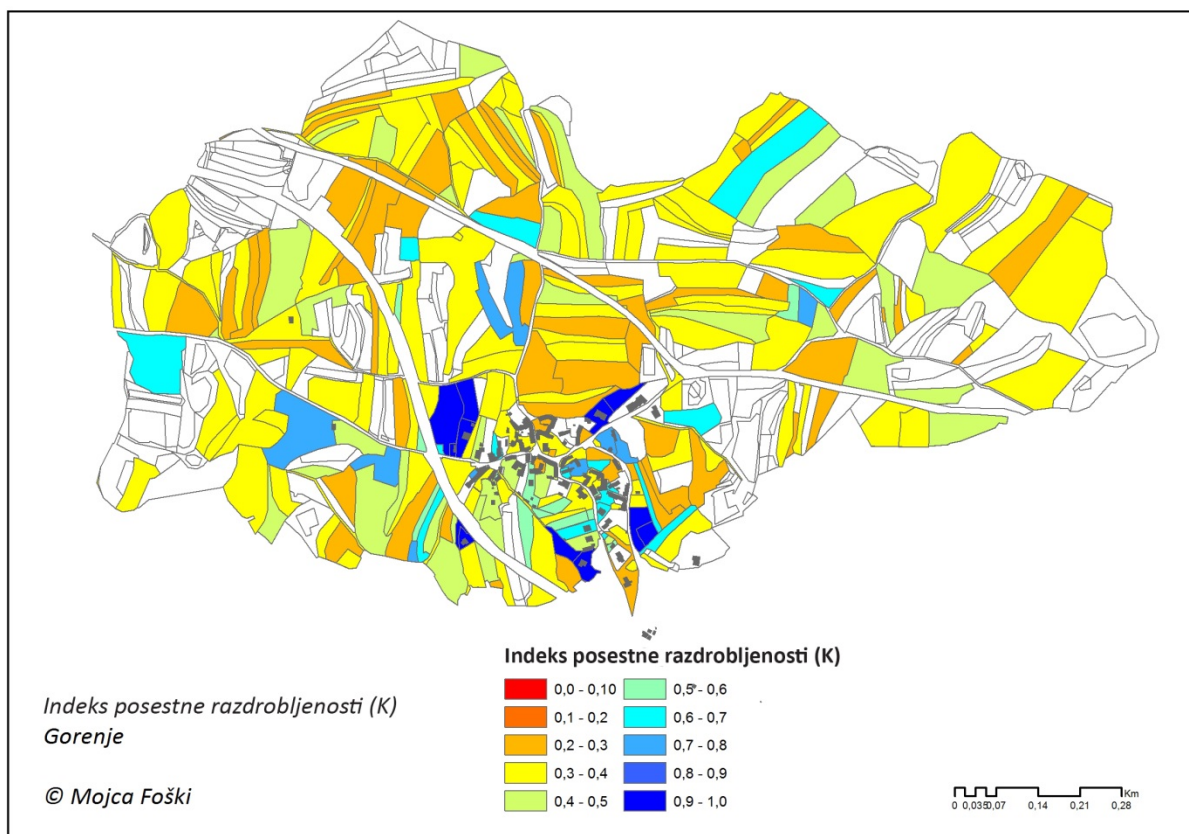 Indeks posestne razdrobljenosti (K)
0,0 - 0,10
0,1 - 0,2
0,2 - 0,3
0,3 - 0,4
0,4 - 0,5
0,5 - 0,6
0,6 - 0,7
0,7 - 0,8
0,8 - 0,9
0,9 - 1,0
Indeks posestne razdrobljenosti (K)
Gorenje
© Mojca Foški
Km
0 0,035 0,07 0,14 0,21 0,28